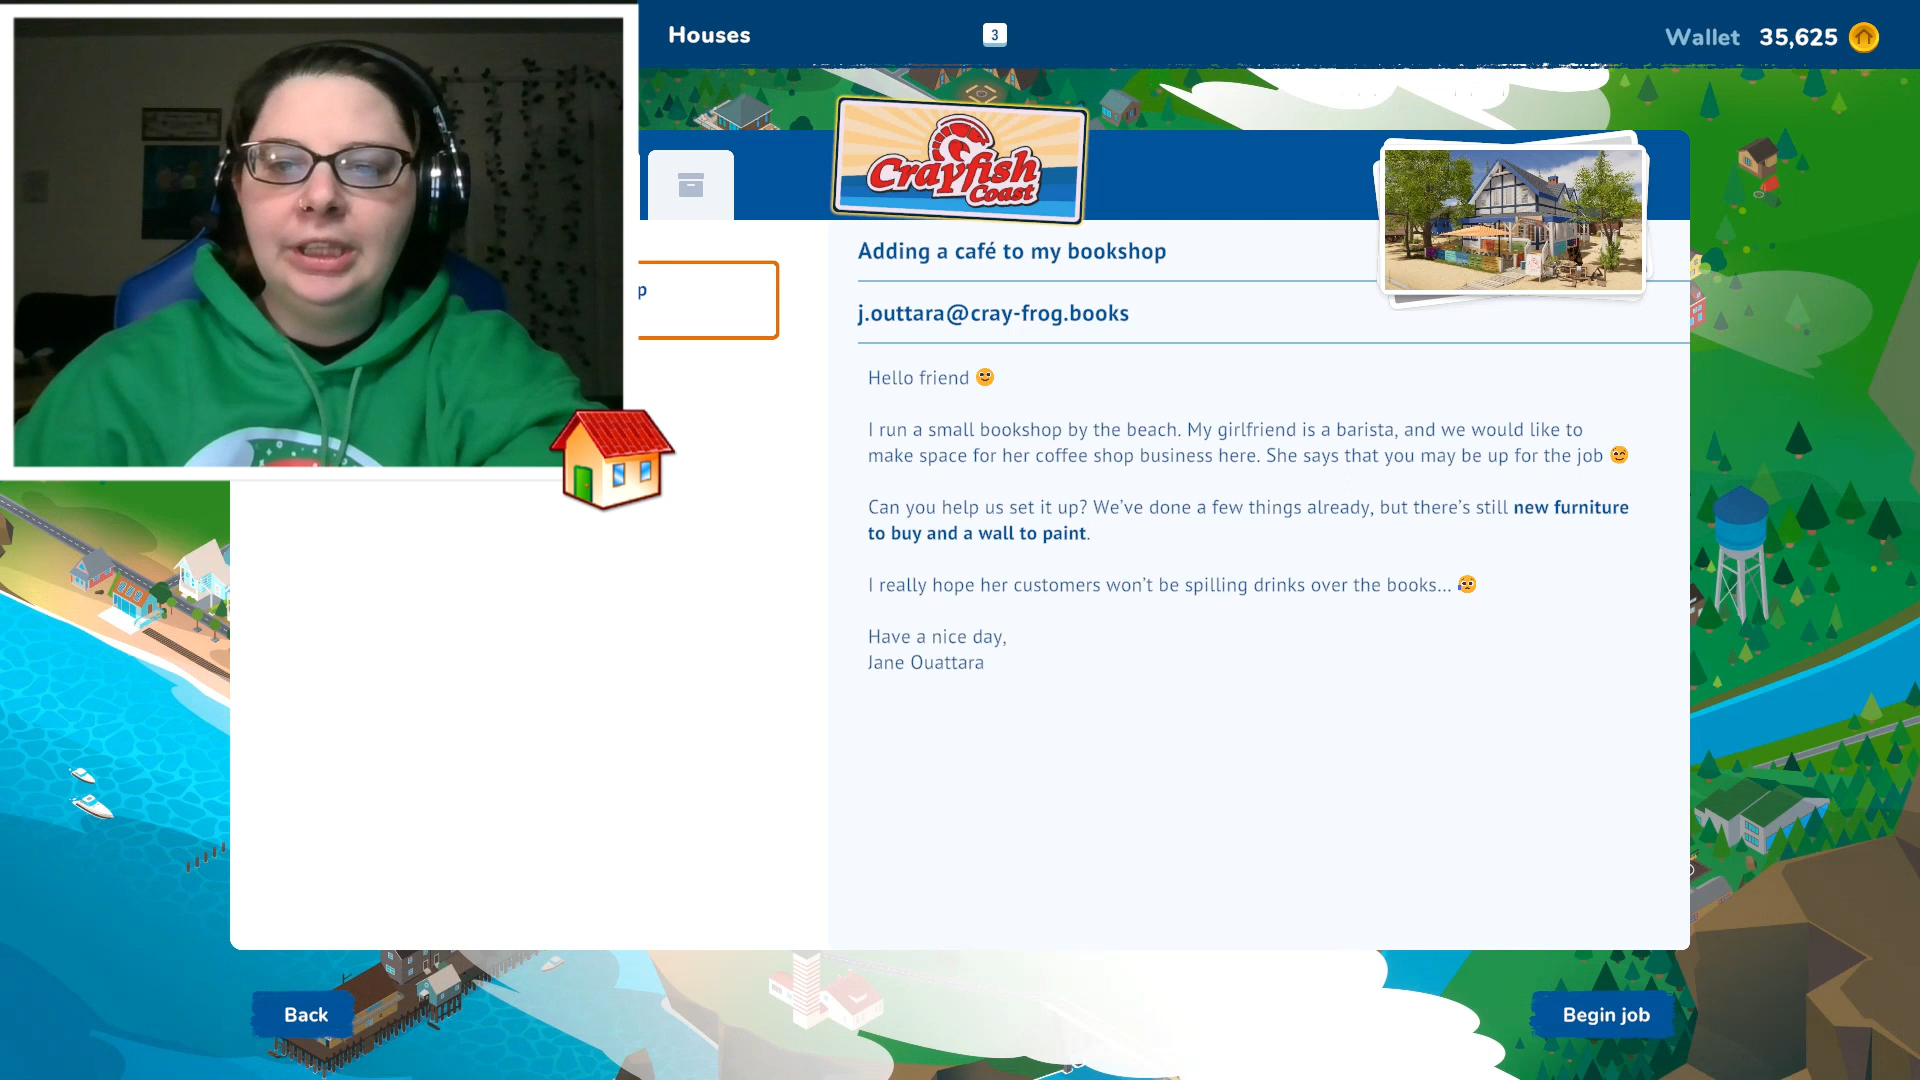 Houses
3
Wallet 35,625
Crayfish
Coast
p
Adding a café to my bookshop
j.outtara@cray-frog.books
Hello friend
I run a small bookshop by the beach. My girlfriend is a barista, and we would like to
make space for her coffee shop business here. She says that you may be up for the job
Can you help us set it up? We’ve done a few things already, but there’s still new furniture
to buy and a wall to paint.
I really hope her customers won’t be spilling drinks over the books...
Have a nice day,
Jane Ouattara
Back
Begin job